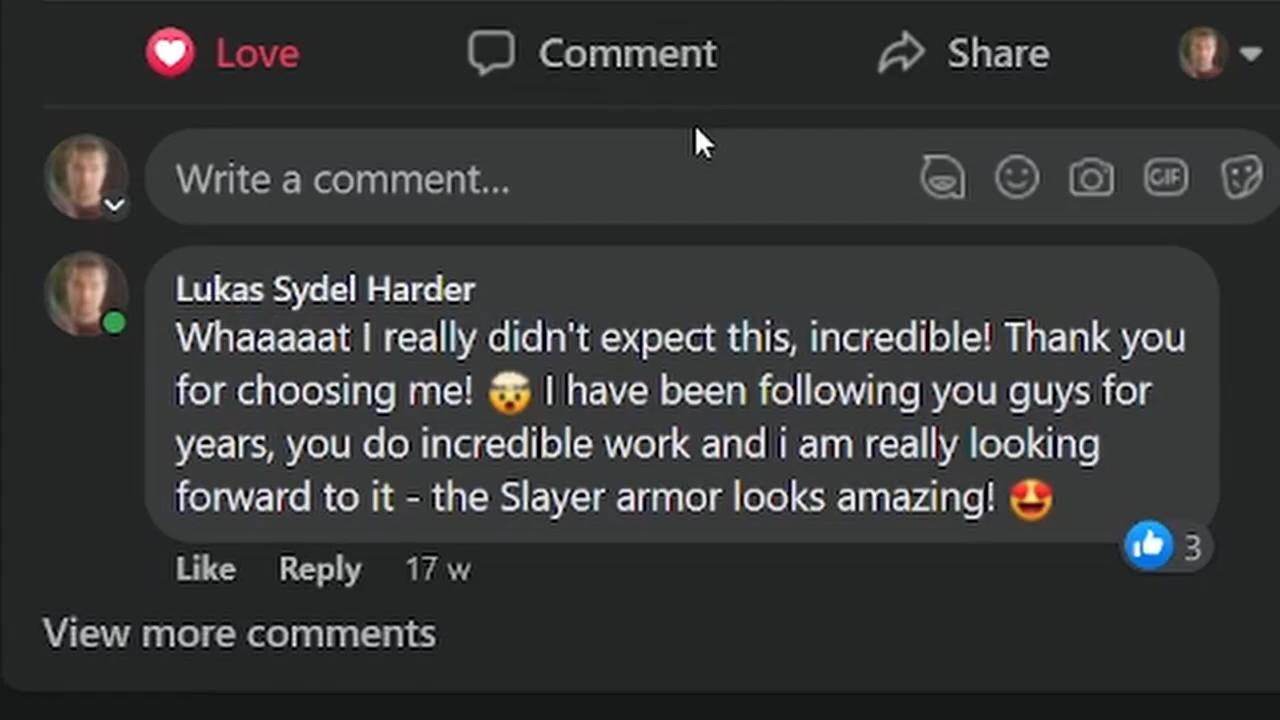 Love
Comment
Share
Write a comment...
GIF
Lukas Sydel Harder
Whaaaaat I really didn't expect this, incredible! Thank you
for choosing me! 🤯 I have been following you guys for
years, you do incredible work and i am really looking
forward to it - the Slayer armor looks amazing! 😍
3
Like Reply 17 w
View more comments